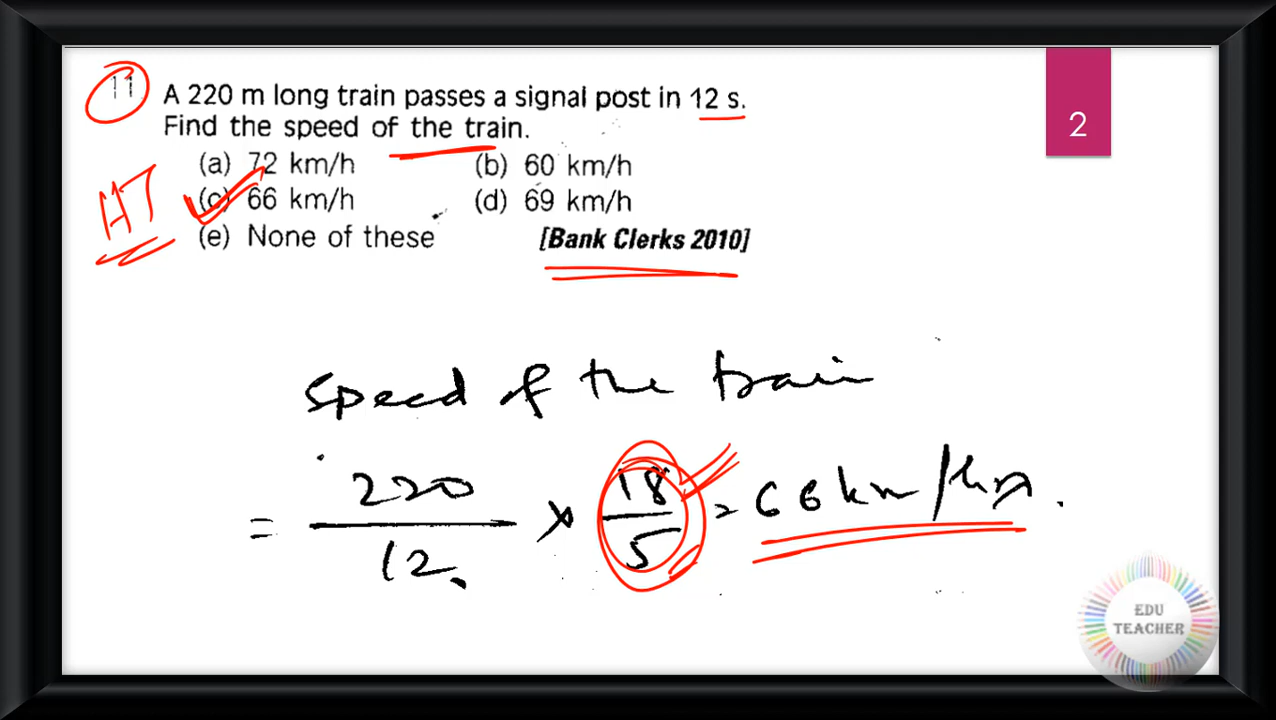 11
A 220 m long train passes a signal post in 12 s.
Find the speed of the train.
(a) 72 km/h (b) 60 km/h
(c) 66 km/h (d) 69 km/h
(e) None of these [Bank Clerks 2010]
HT
2
Speed of the train
= 220/12 × 18/5 = 66 km/hr.
EDU
TEACHER